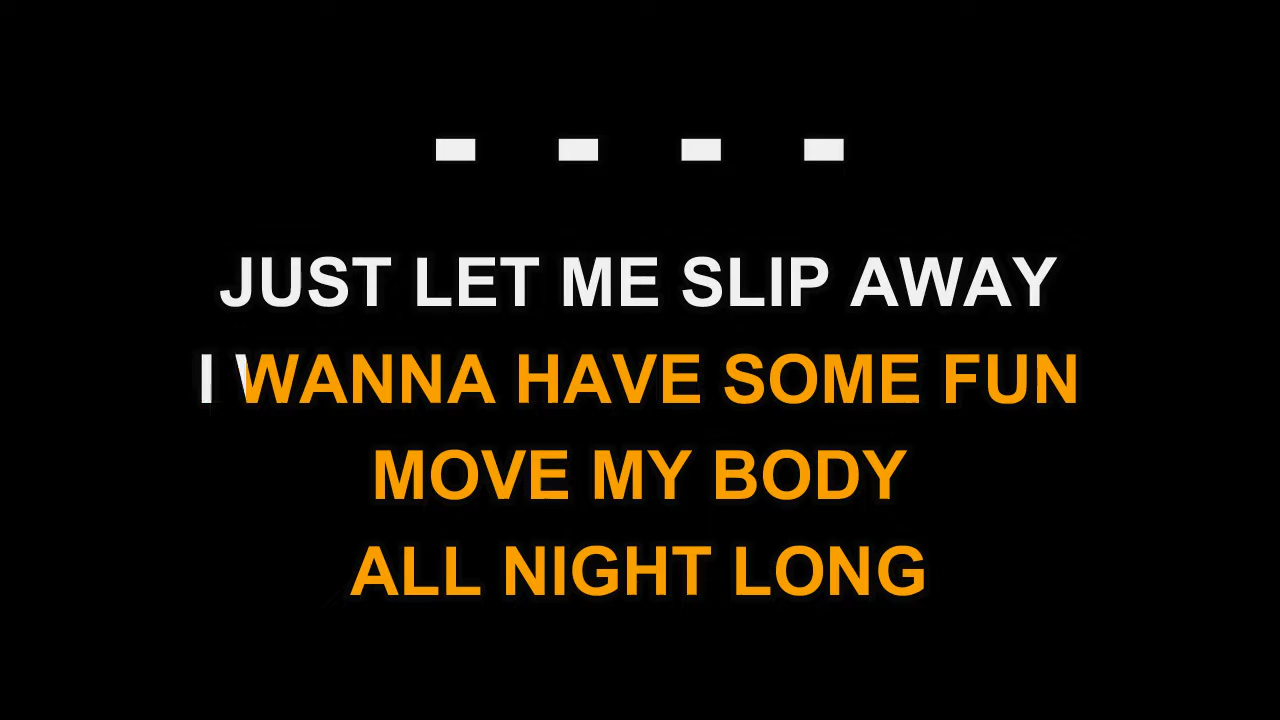 JUST LET ME SLIP AWAY
I WANNA HAVE SOME FUN
MOVE MY BODY
ALL NIGHT LONG